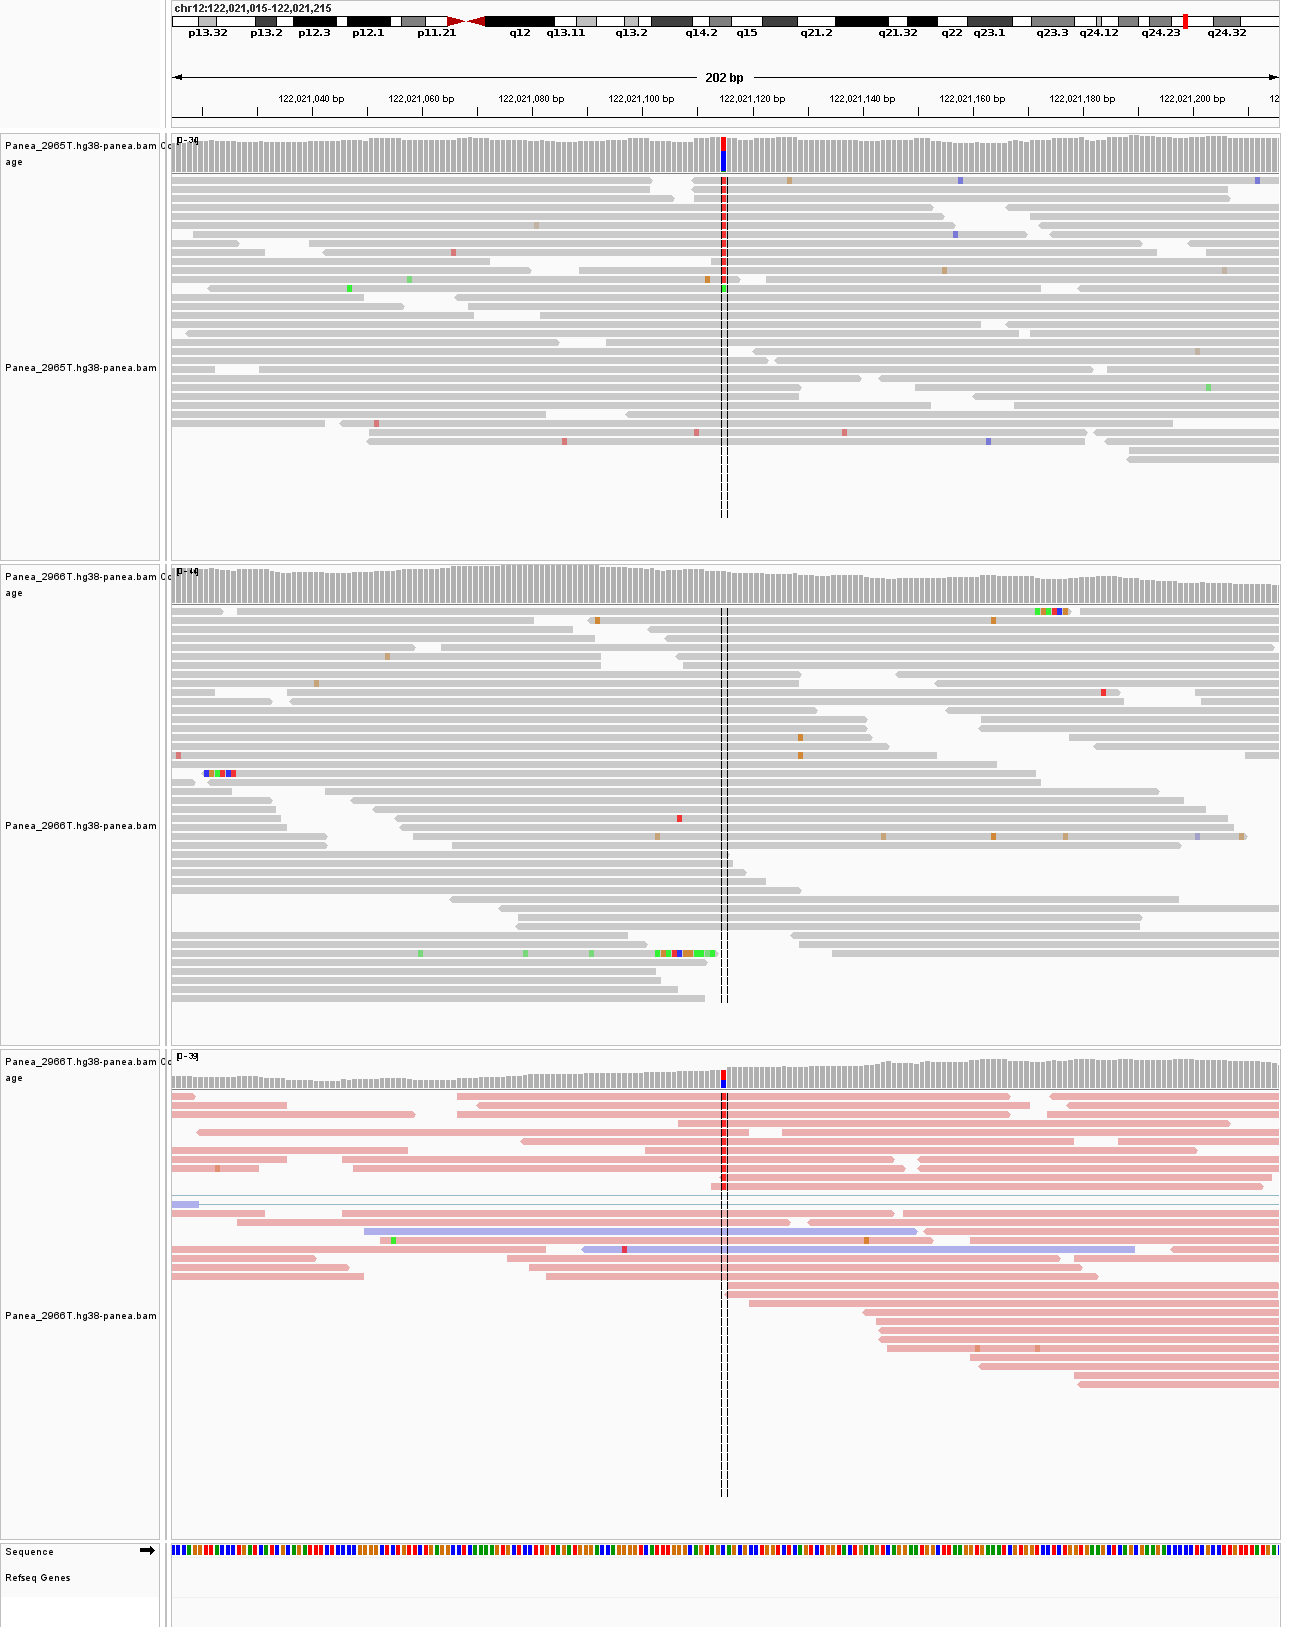 chr12:122,021,015-122,021,215
p13.32 p13.2 p12.3 p12.1 p11.21 q12 q13.11 q13.2 q14.2 q15 q21.2 q21.32 q22 q23.1 q23.3 q24.12 q24.23 q24.32
202 bp
122,021,040 bp 122,021,060 bp 122,021,080 bp 122,021,100 bp 122,021,120 bp 122,021,140 bp 122,021,160 bp 122,021,180 bp 122,021,200 bp 12
Panea_2965T.hg38-panea.bam Co
age
Panea_2965T.hg38-panea.bam
Panea_2966T.hg38-panea.bam Co
age
Panea_2966T.hg38-panea.bam
Panea_2966T.hg38-panea.bam Co
age
[0-39]
Panea_2966T.hg38-panea.bam
Sequence
Refseq Genes